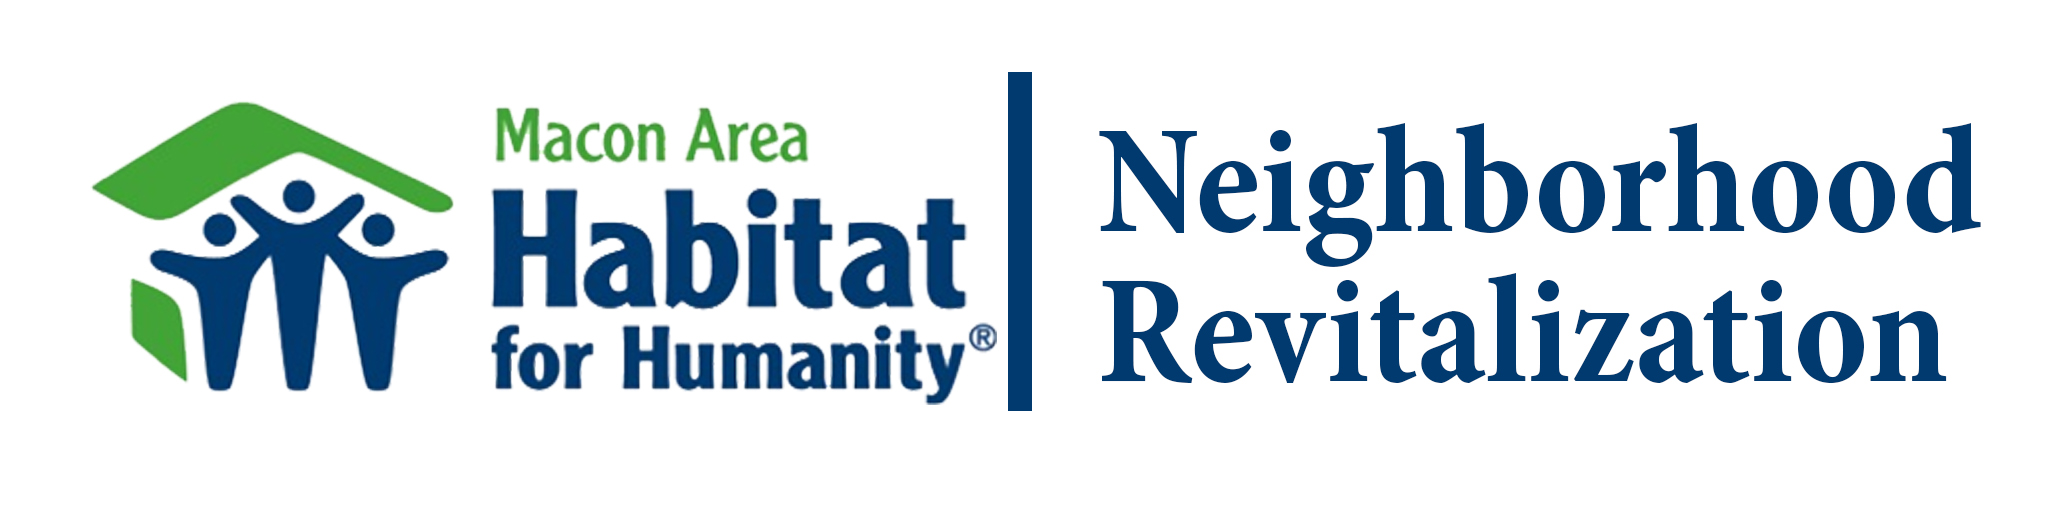 Macon Area
Habitat
for Humanity®
Neighborhood
Revitalization